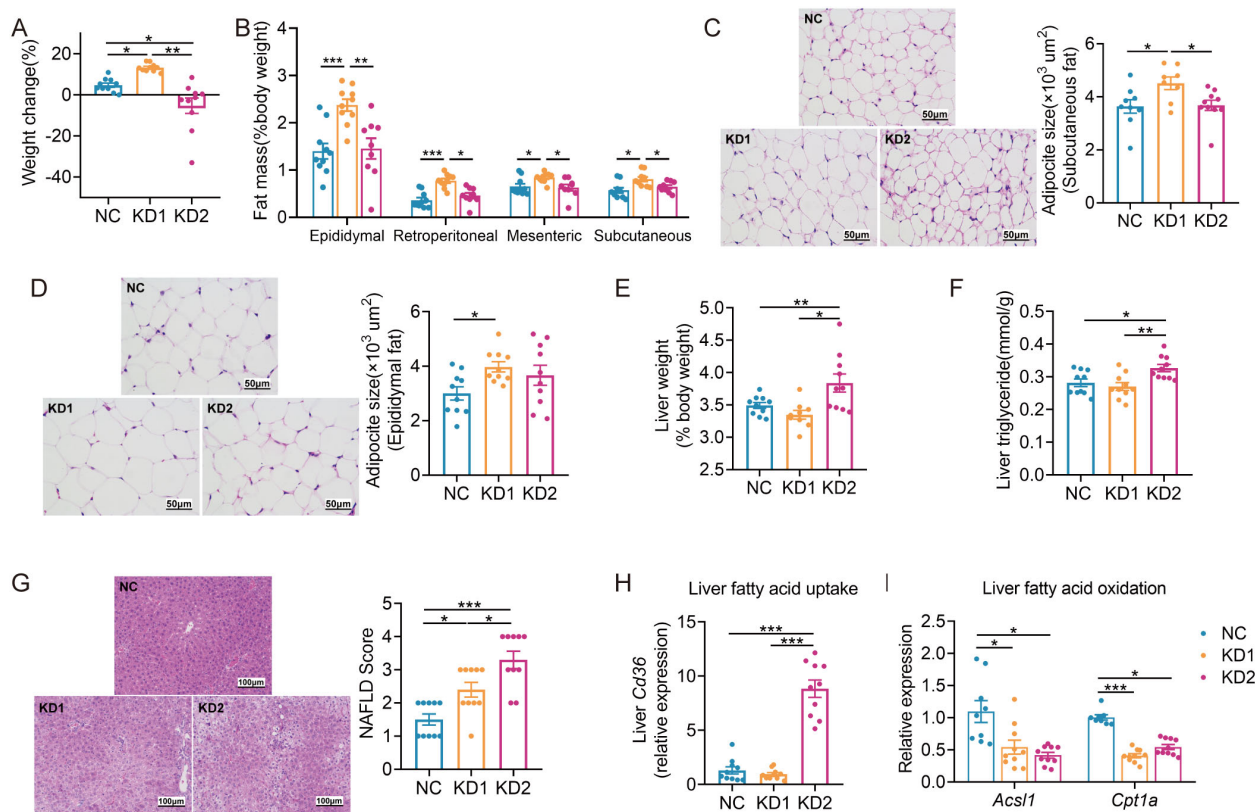 A
Weight change(%)
20
0
-20
-40
NC KD1 KD2
* 
* **
B
Fat mass(%body weight)
4
3
2
1
0
*** **
*** *
* *
* *
Epididymal Retroperitoneal Mesenteric Subcutaneous
C
NC
50μm
KD1
50μm
KD2
50μm
Adipocite size(×10³ um²)
(Subcutaneous fat)
6
4
2
0
* *
NC KD1 KD2
D
NC
50μm
KD1
50μm
KD2
50μm
Adipocite size(×10³ um²)
(Epididymal fat)
6
4
2
0
*
NC KD1 KD2
E
Liver weight
(% body weight)
5.0
4.5
4.0
3.5
3.0
2.5
**
*
NC KD1 KD2
F
Liver triglyceride(mmol/g)
0.5
0.4
0.3
0.2
0.1
0.0
*
**
NC KD1 KD2
G
NC
100μm
KD1
100μm
KD2
100μm
NAFLD Score
5
4
3
2
1
0
***
* *
NC KD1 KD2
H
Liver fatty acid uptake
Liver Cd36
(relative expression)
15
10
5
0
***
***
NC KD1 KD2
I
Liver fatty acid oxidation
Relative expression
2.5
2.0
1.5
1.0
0.5
0.0
*
*
*
***
Acsl1 Cpt1a
NC
KD1
KD2